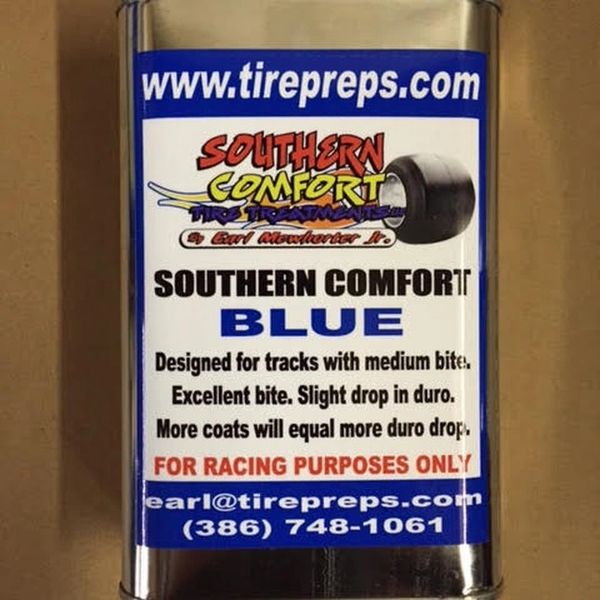 www.tirepreps.com
SOUTHERN
COMFORT
TIRE TREATMENTS LLC
By Earl Mowhorter Jr.
SOUTHERN COMFORT
BLUE
Designed for tracks with medium bite.
Excellent bite. Slight drop in duro.
More coats will equal more duro drop.
FOR RACING PURPOSES ONLY
earl@tirepreps.com
(386) 748-1061